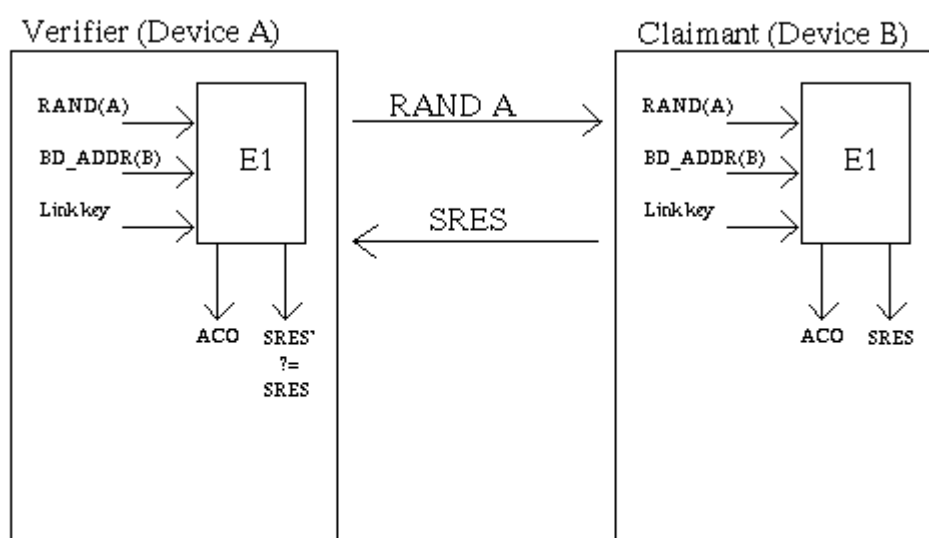 Verifier (Device A)
RAND(A)
BD_ADDR(B)
Link key
E1
ACO
SRES'
?=
SRES
RAND A
SRES
Claimant (Device B)
RAND(A)
BD_ADDR(B)
Link key
E1
ACO
SRES